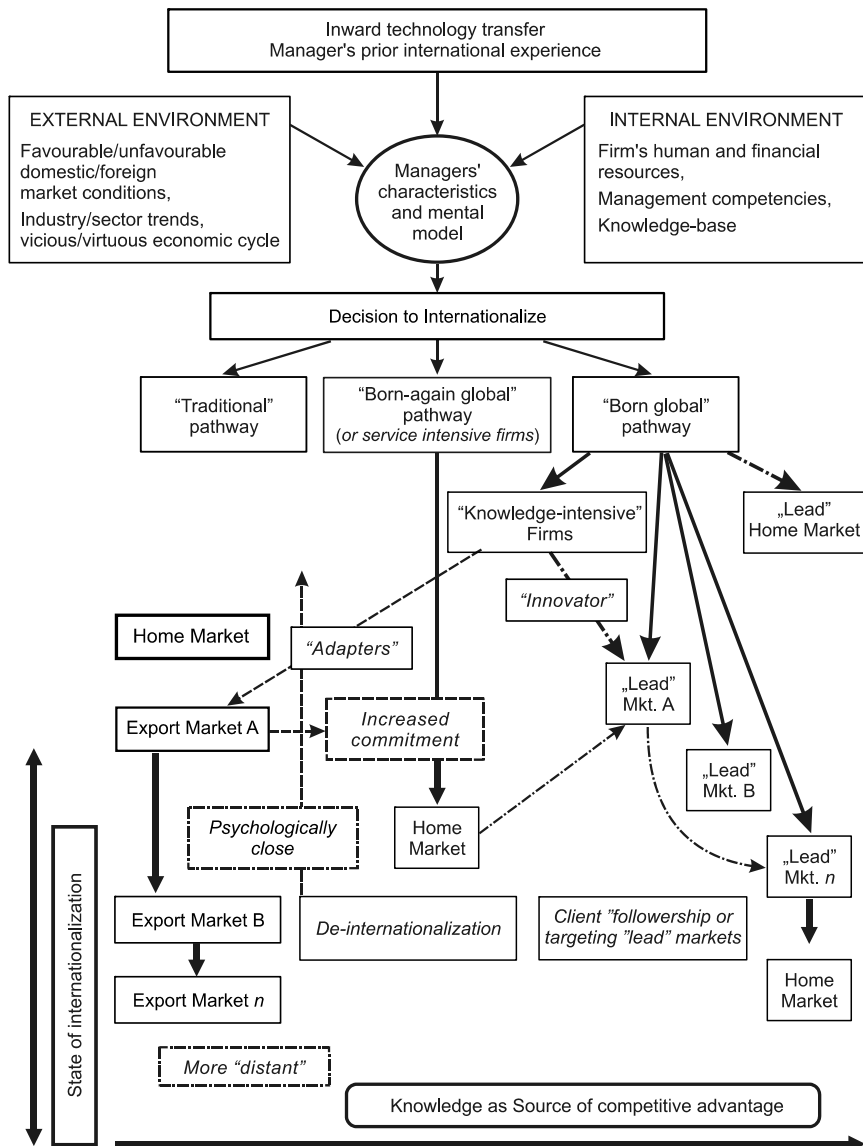 Inward technology transfer
Manager's prior international experience
EXTERNAL ENVIRONMENT
Favourable/unfavourable
domestic/foreign
market conditions,
Industry/sector trends,
vicious/virtuous economic cycle
Managers'
characteristics
and mental
model
INTERNAL ENVIRONMENT
Firm's human and financial
resources,
Management competencies,
Knowledge-base
Decision to Internationalize
“Traditional”
pathway
“Born-again global”
pathway
(or service intensive firms)
“Born global”
pathway
“Knowledge-intensive”
Firms
„Lead”
Home Market
“Innovator”
Home Market
“Adapters”
„Lead”
Mkt. A
Export Market A
Increased
commitment
„Lead”
Mkt. B
Psychologically
close
Home
Market
„Lead”
Mkt. n
Export Market B
De-internationalization
Client ”followership or
targeting ”lead” markets
Export Market n
Home
Market
More “distant”
State of internationalization
Knowledge as Source of competitive advantage